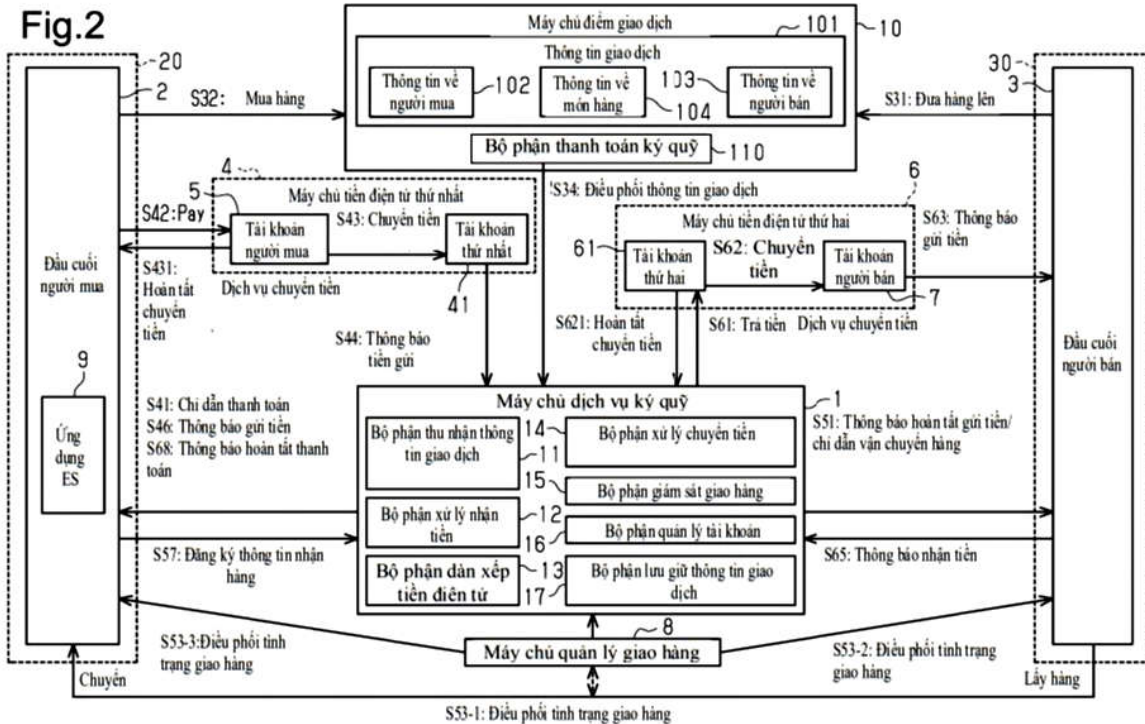 Fig.2
20
2
S32: Mua hàng
Máy chủ điểm giao dịch
101
10
Thông tin giao dịch
Thông tin về
người mua
102
Thông tin về
món hàng
104
103
Thông tin về
người bán
Bộ phận thanh toán ký quỹ
110
30
3
S31: Đưa hàng lên
S34: Điều phối thông tin giao dịch
4
Máy chủ tiền điện tử thứ nhất
5
S42:Pay
Tài khoản
người mua
S43: Chuyển tiền
Tài khoản
thứ nhất
41
S431:
Hoàn tất
chuyển
tiền
Dịch vụ chuyển tiền
6
Máy chủ tiền điện tử thứ hai
61
Tài khoản
thứ hai
S62: Chuyển
tiền
Tài khoản
người bán
7
S63: Thông báo
gửi tiền
Đầu cuối
người mua
S44: Thông báo
tiền gửi
S621: Hoàn tất
chuyển tiền
S61: Trả tiền
Dịch vụ chuyển tiền
Đầu cuối
người bán
9
Ứng
dụng
ES
S41: Chỉ dẫn thanh toán
S46: Thông báo gửi tiền
S68: Thông báo hoàn tất thanh
toán
Máy chủ dịch vụ ký quỹ
1
Bộ phận thu nhận thông
tin giao dịch
11
14
Bộ phận xử lý chuyển tiền
15
Bộ phận giám sát giao hàng
Bộ phận xử lý nhận
tiền
12
16
Bộ phận quản lý tài khoản
Bộ phận dàn xếp
tiền điện tử
13
17
Bộ phận lưu giữ thông tin giao
dịch
S51: Thông báo hoàn tất gửi tiền/
chỉ dẫn vận chuyển hàng
S57: Đăng ký thông tin nhận
hàng
S65: Thông báo nhận tiền
8
Máy chủ quản lý giao hàng
S53-3:Điều phối tình
trạng giao hàng
S53-2: Điều phối tình trạng
giao hàng
Chuyển
Lấy hàng
S53-1: Điều phối tình trạng giao hàng